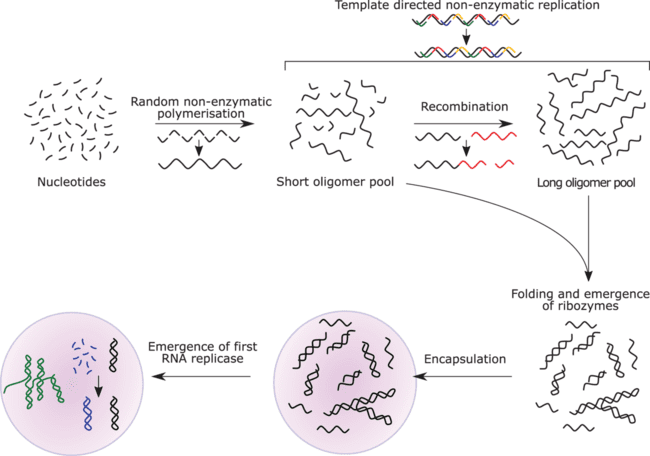 Template directed non-enzymatic replication
Random non-enzymatic
polymerisation
Recombination
Nucleotides
Short oligomer pool
Long oligomer pool
Folding and emergence
of ribozymes
Emergence of first
RNA replicase
Encapsulation